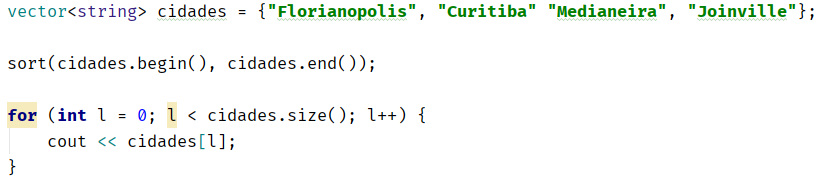 vector<string> cidades = {"Florianopolis", "Curitiba" "Medianeira", "Joinville"};
sort(cidades.begin(), cidades.end());
for (int l = 0; l < cidades.size(); l++) {
cout << cidades[l];
}